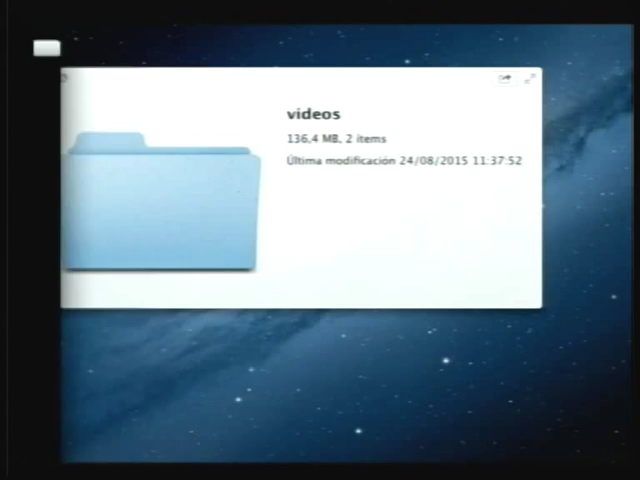 videos
136,4 MB, 2 items
Última modificación 24/08/2015 11:37:52